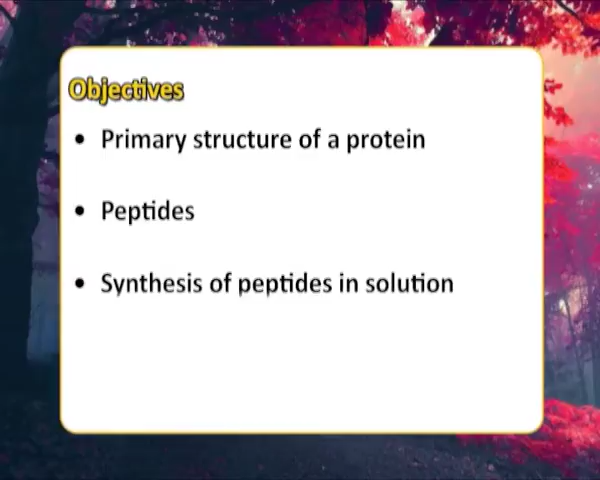 Objectives
• Primary structure of a protein
• Peptides
• Synthesis of peptides in solution